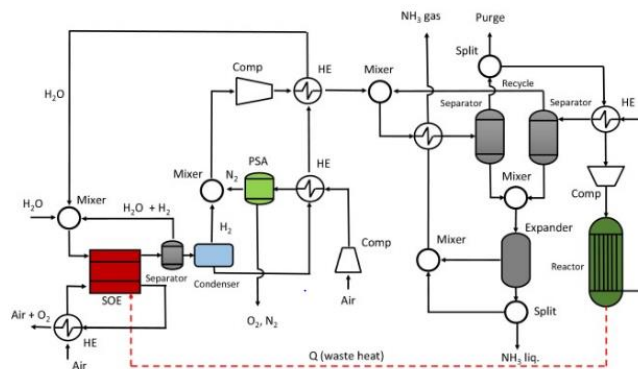 NH₃ gas
Purge
Split
Comp
HE
Mixer
Recycle
Separator
Separator
HE
H₂O
HE
Mixer
Comp
PSA
N₂
Mixer
Expander
H₂O
Mixer
H₂O + H₂
H₂
Comp
Mixer
Reactor
Separator
Condenser
SOE
Air
Split
Air + O₂
HE
O₂, N₂
Q (waste heat)
NH₃ liq.
Air